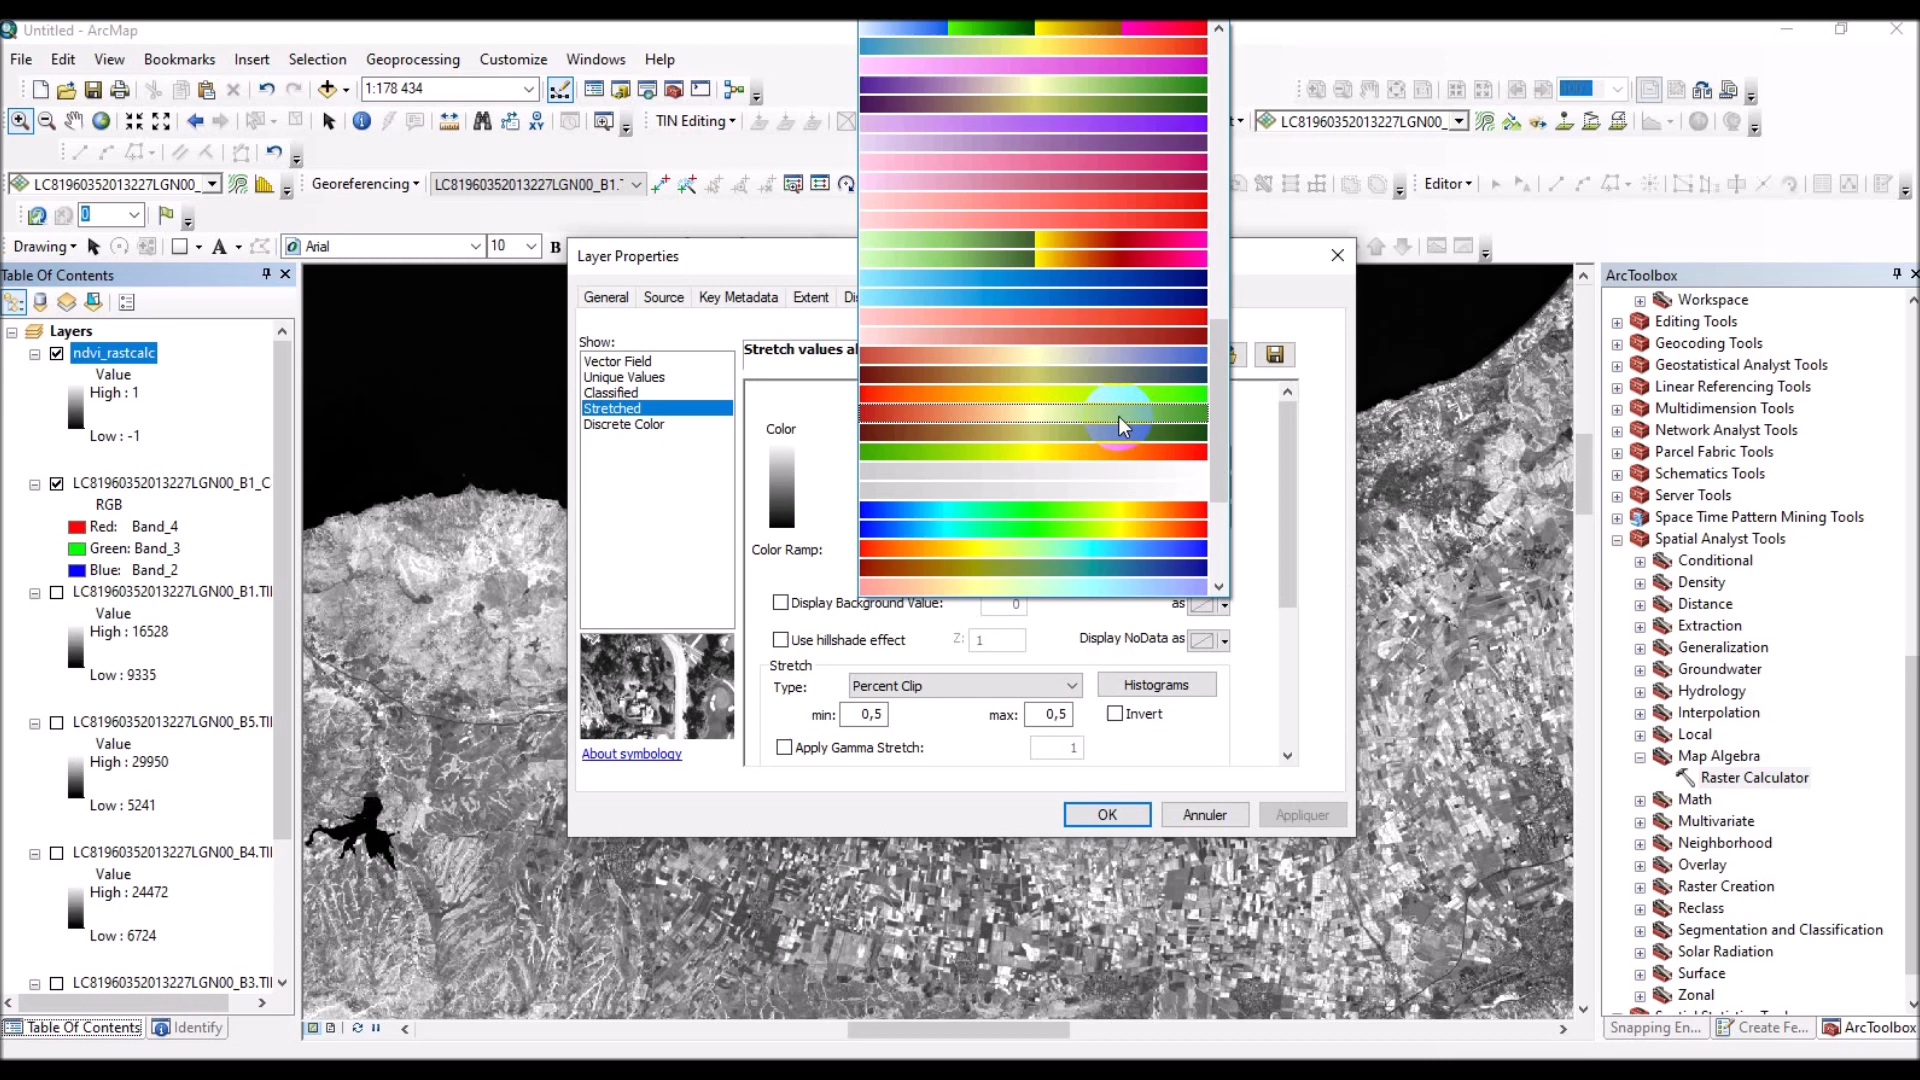 Untitled - ArcMap
File Edit View Bookmarks Insert Selection Geoprocessing Customize Windows Help
1:178 434
TIN Editing
LC81960352013227LGN00_
LC81960352013227LGN00_
Georeferencing
LC81960352013227LGN00_B1.
Editor
0
Drawing
A
Arial
10
B
Table Of Contents
Layers
ndvi_rastcalc
Value
High : 1
Low : -1
LC81960352013227LGN00_B1_C
RGB
Red: Band_4
Green: Band_3
Blue: Band_2
LC81960352013227LGN00_B1.TI
Value
High : 16528
Low : 9335
LC81960352013227LGN00_B5.TI
Value
High : 29950
Low : 5241
LC81960352013227LGN00_B4.TI
Value
High : 24472
Low : 6724
LC81960352013227LGN00_B3.TI
Table Of Contents
Identify
Layer Properties
General Source Key Metadata Extent Di
Show:
Vector Field
Unique Values
Classified
Stretched
Discrete Color
About symbology
Stretch values al
Color
Color Ramp:
Display Background Value: 0 as
Use hillshade effect Z: 1 Display NoData as
Stretch
Type: Percent Clip Histograms
min: 0,5 max: 0,5 Invert
Apply Gamma Stretch: 1
OK Annuler Appliquer
ArcToolbox
Workspace
Editing Tools
Geocoding Tools
Geostatistical Analyst Tools
Linear Referencing Tools
Multidimension Tools
Network Analyst Tools
Parcel Fabric Tools
Schematics Tools
Server Tools
Space Time Pattern Mining Tools
Spatial Analyst Tools
Conditional
Density
Distance
Extraction
Generalization
Groundwater
Hydrology
Interpolation
Local
Map Algebra
Raster Calculator
Math
Multivariate
Neighborhood
Overlay
Raster Creation
Reclass
Segmentation and Classification
Solar Radiation
Surface
Zonal
Snapping En... Create Fe... ArcToolbox